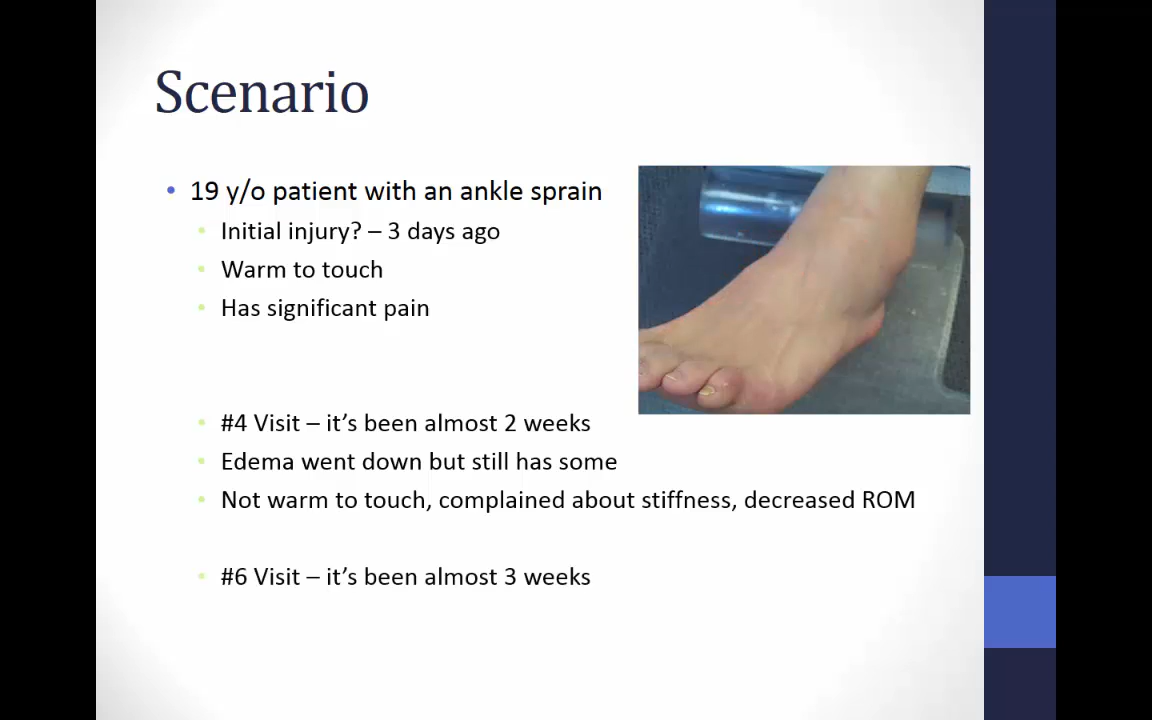 Scenario
19 y/o patient with an ankle sprain
Initial injury? – 3 days ago
Warm to touch
Has significant pain
#4 Visit – it's been almost 2 weeks
Edema went down but still has some
Not warm to touch, complained about stiffness, decreased ROM
#6 Visit – it's been almost 3 weeks